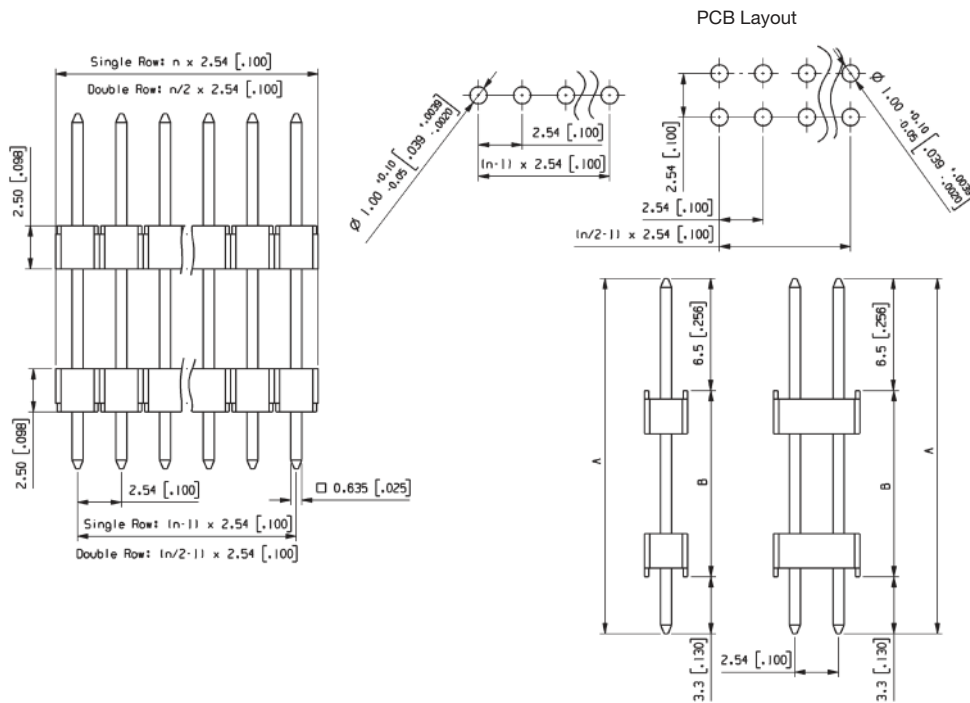 PCB Layout
Single Row: n x 2.54 [.100]
Double Row: n/2 x 2.54 [.100]
2.50 [.098]
2.50 [.098]
2.54 [.100]
□ 0.635 [.025]
Single Row: (n-1) x 2.54 [.100]
Double Row: (n/2-1) x 2.54 [.100]
Ø 1.00 +0.10 -0.05 [.039 +.0039 -.0020]
2.54 [.100]
(n-1) x 2.54 [.100]
Ø 1.00 +0.10 -0.05 [.039 +.0039 -.0020]
2.54 [.100]
2.54 [.100]
(n/2-1) x 2.54 [.100]
A
6.5 [.256]
B
3.3 [.130]
6.5 [.256]
A
B
2.54 [.100]
3.3 [.130]